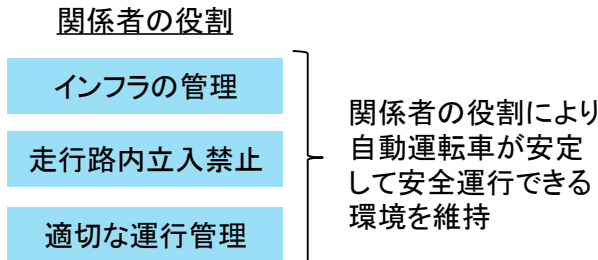 関係者の役割
インフラの管理
走行路内立入禁止
適切な運行管理
関係者の役割により
自動運転車が安定
して安全運行できる
環境を維持